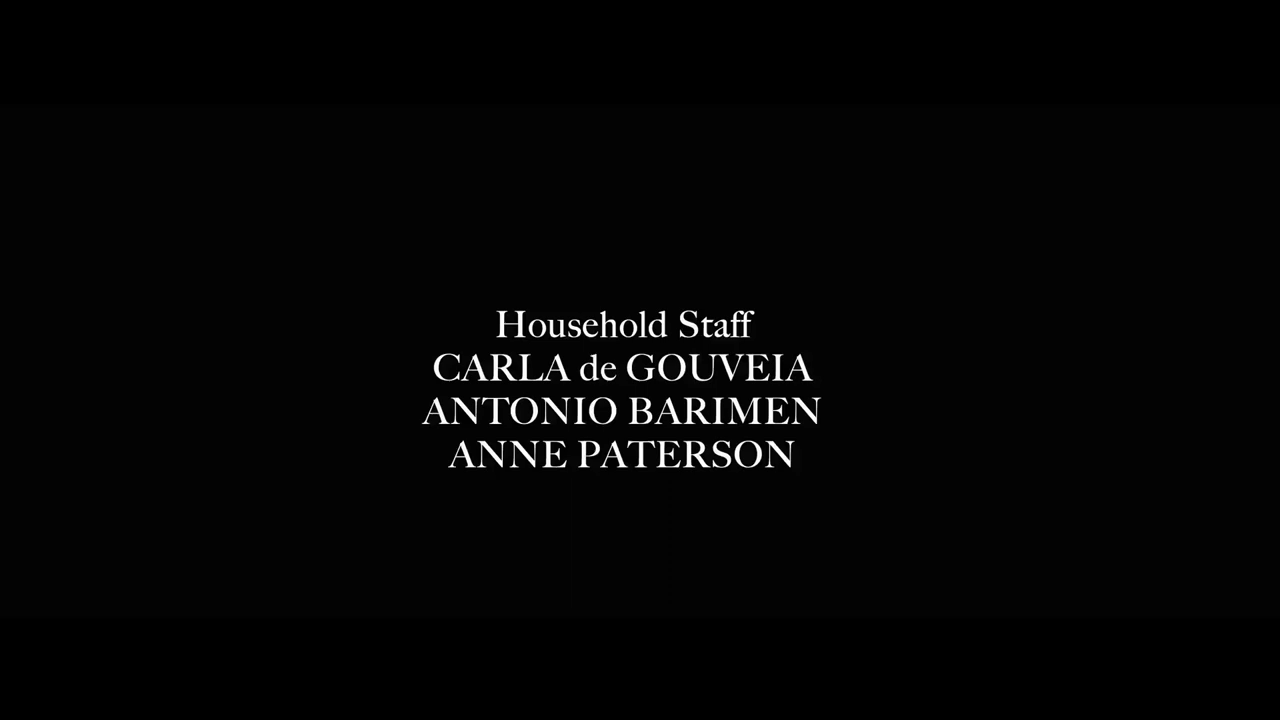 Household Staff
CARLA de GOUVEIA
ANTONIO BARIMEN
ANNE PATERSON